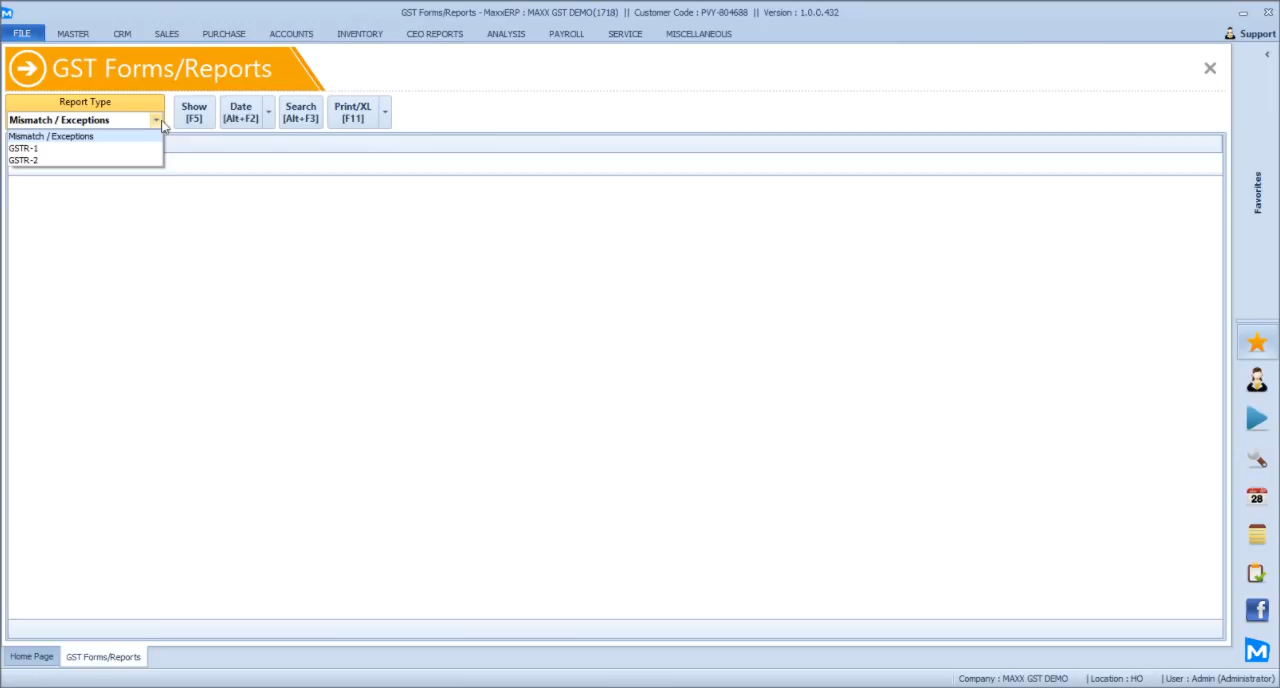 GST Forms/Reports - MaxxERP : MAXX GST DEMO(1718) || Customer Code : PVY-804688 || Version : 1.0.0.432
FILE MASTER CRM SALES PURCHASE ACCOUNTS INVENTORY CEO REPORTS ANALYSIS PAYROLL SERVICE MISCELLANEOUS Support
GST Forms/Reports
Report Type
Mismatch / Exceptions
Show [F5]
Date [Alt+F2]
Search [Alt+F3]
Print/XL [F11]
Mismatch / Exceptions
GSTR-1
GSTR-2
Favorites
28
Home Page GST Forms/Reports
Company : MAXX GST DEMO | Location : HO | User : Admin (Administrator)